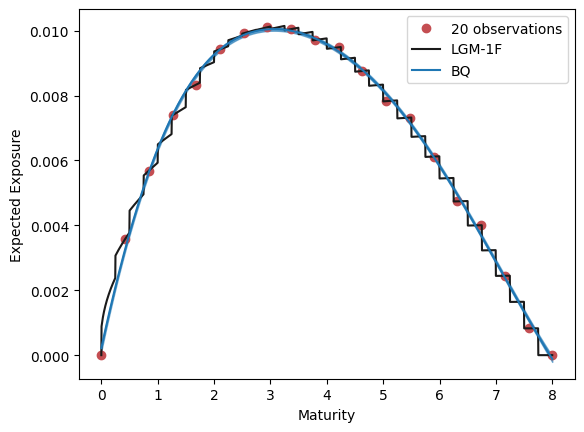 0.010
0.008
0.006
0.004
0.002
0.000
Expected Exposure
20 observations
LGM-1F
BQ
0 1 2 3 4 5 6 7 8
Maturity